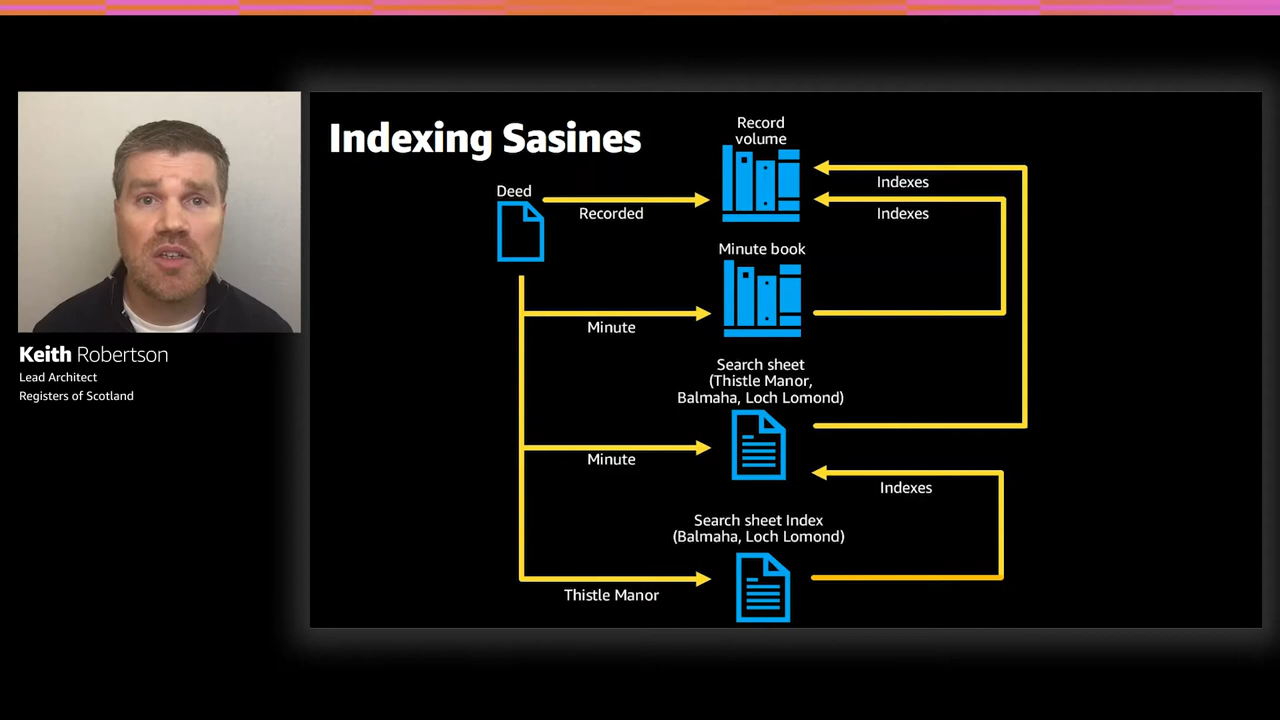 Keith Robertson
Lead Architect
Registers of Scotland
Indexing Sasines
Deed
Recorded
Record
volume
Indexes
Indexes
Minute book
Minute
Search sheet
(Thistle Manor,
Balmaha, Loch Lomond)
Minute
Indexes
Search sheet Index
(Balmaha, Loch Lomond)
Thistle Manor